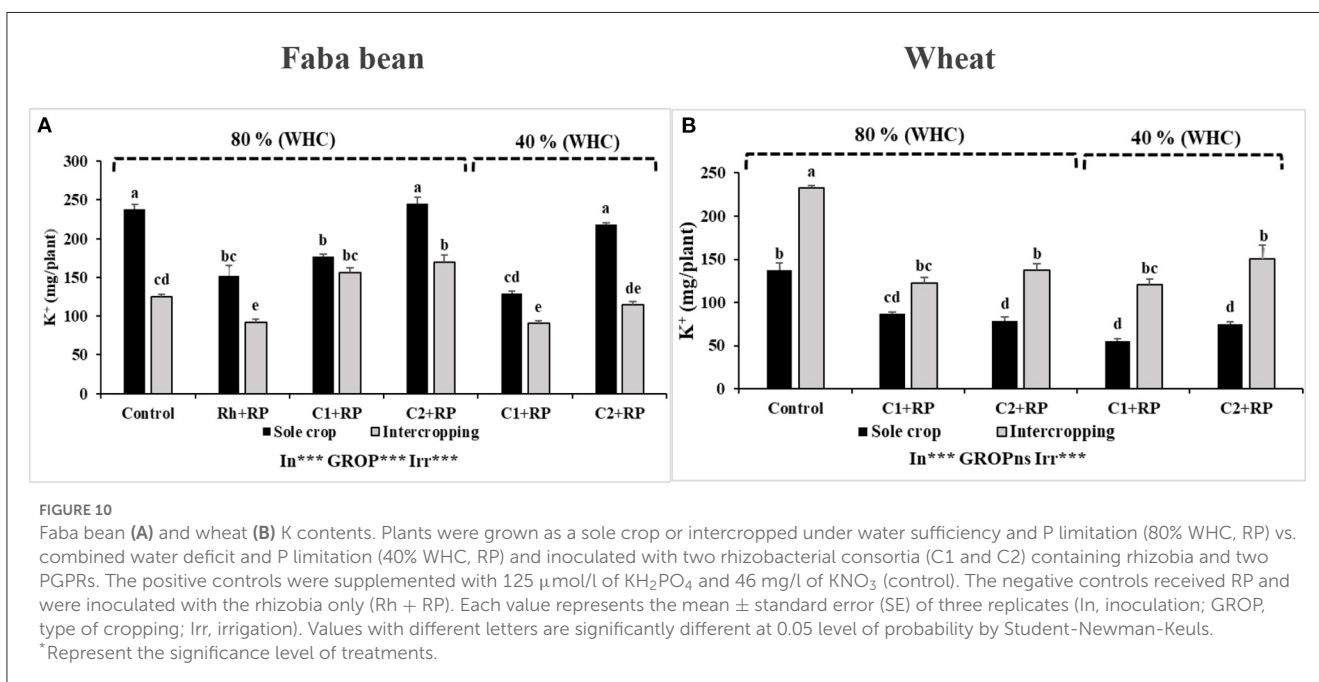 Faba bean
Wheat
A
80 % (WHC)
40 % (WHC)
K⁺ (mg/plant)
300
250
200
150
100
50
0
a
cd
bc
e
b
bc
a
b
cd
e
a
de
Control
Rh+RP
C1+RP
C2+RP
C1+RP
C2+RP
Sole crop
Intercropping
In*** GROP*** Irr***
B
80 % (WHC)
40 % (WHC)
K⁺ (mg/plant)
250
200
150
100
50
0
b
a
cd
bc
d
b
d
bc
d
b
Control
C1+RP
C2+RP
C1+RP
C2+RP
Sole crop
Intercropping
In*** GROPns Irr***
FIGURE 10
Faba bean (A) and wheat (B) K contents. Plants were grown as a sole crop or intercropped under water sufficiency and P limitation (80% WHC, RP) vs.
combined water deficit and P limitation (40% WHC, RP) and inoculated with two rhizobacterial consortia (C1 and C2) containing rhizobia and two
PGPRs. The positive controls were supplemented with 125 μmol/l of KH₂PO₄ and 46 mg/l of KNO₃ (control). The negative controls received RP and
were inoculated with the rhizobia only (Rh + RP). Each value represents the mean ± standard error (SE) of three replicates (In, inoculation; GROP,
type of cropping; Irr, irrigation). Values with different letters are significantly different at 0.05 level of probability by Student-Newman-Keuls.
*Represent the significance level of treatments.